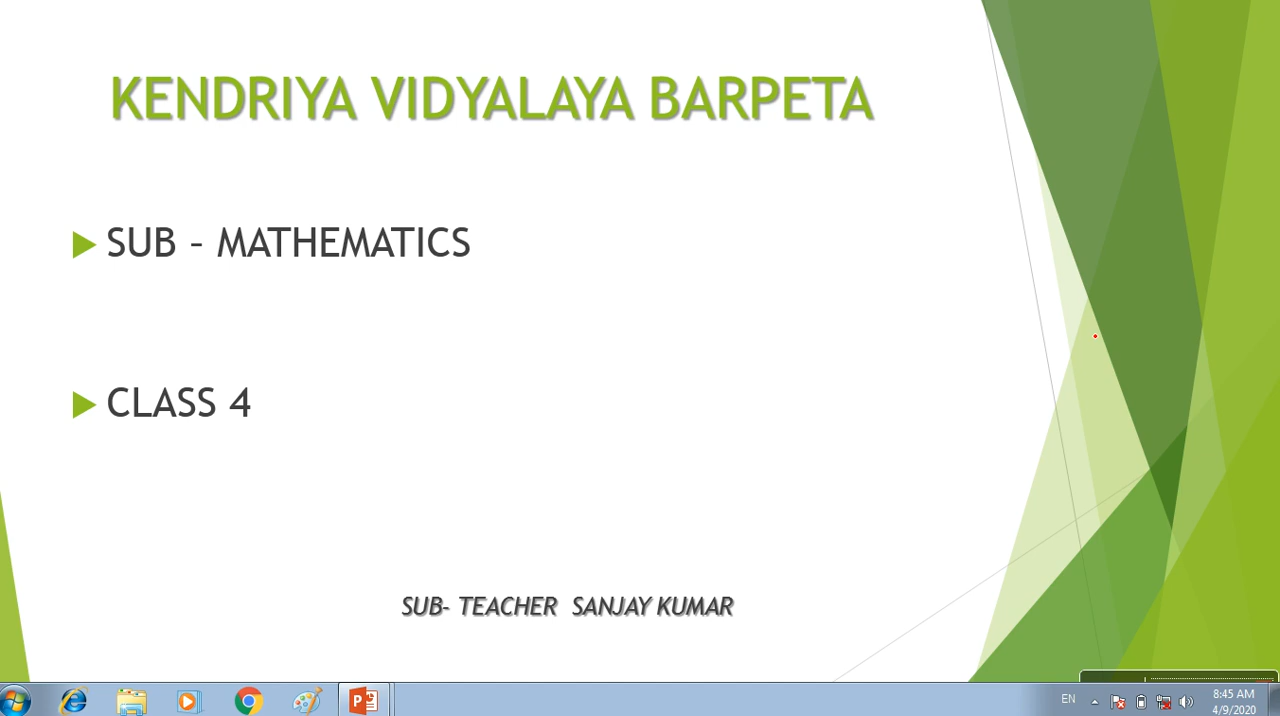 KENDRIYA VIDYALAYA BARPETA
SUB – MATHEMATICS
CLASS 4
SUB- TEACHER SANJAY KUMAR
EN
8:45 AM
4/9/2020